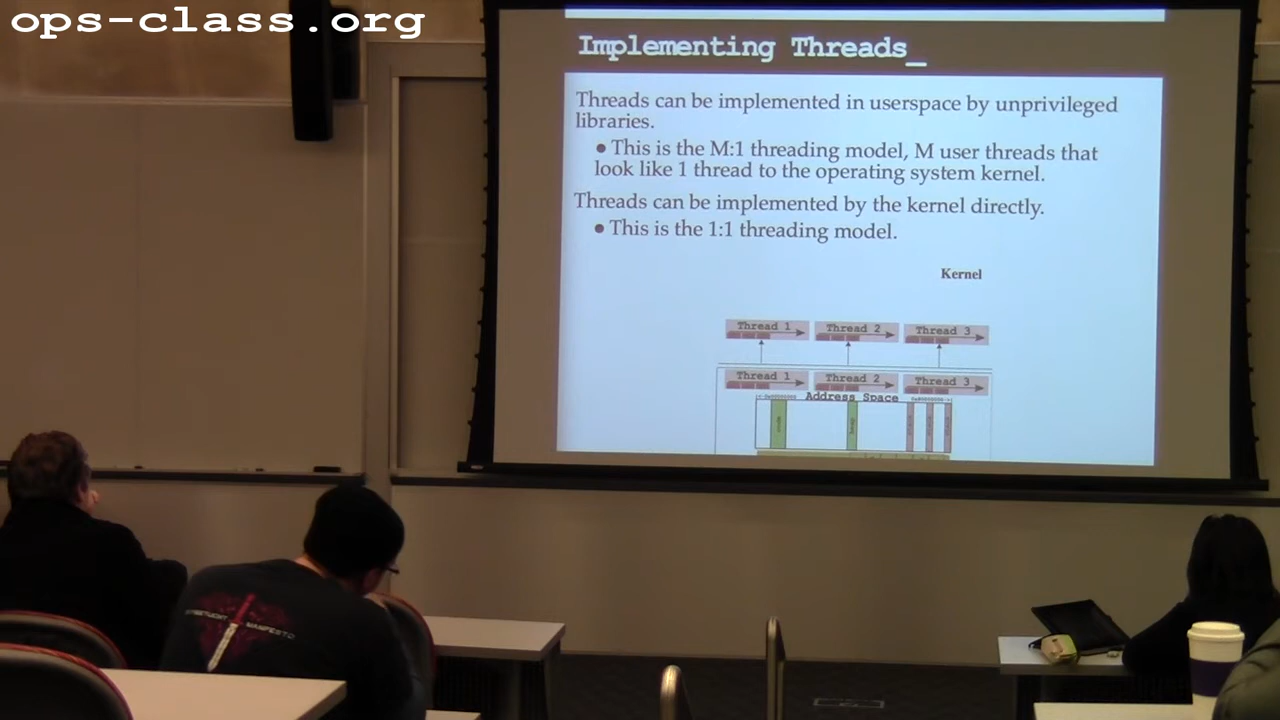 ops-class.org
Implementing Threads_
Threads can be implemented in userspace by unprivileged
libraries.
• This is the M:1 threading model, M user threads that
look like 1 thread to the operating system kernel.
Threads can be implemented by the kernel directly.
• This is the 1:1 threading model.
Kernel
Thread 1 Thread 2 Thread 3
Thread 1 Thread 2 Thread 3
Address Space
MANIFESTO